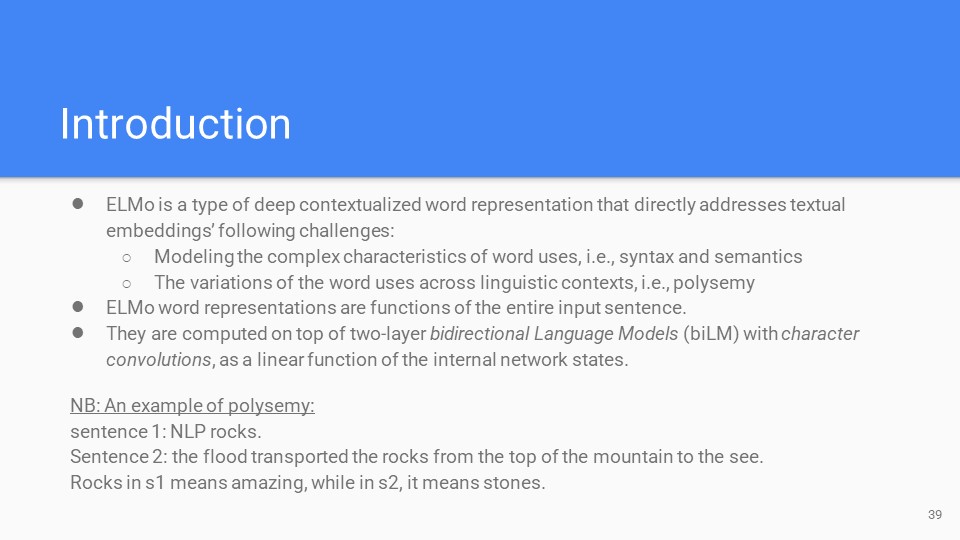 Introduction
● ELMo is a type of deep contextualized word representation that directly addresses textual
embeddings’ following challenges:
○ Modeling the complex characteristics of word uses, i.e., syntax and semantics
○ The variations of the word uses across linguistic contexts, i.e., polysemy
● ELMo word representations are functions of the entire input sentence.
● They are computed on top of two-layer bidirectional Language Models (biLM) with character
convolutions, as a linear function of the internal network states.
NB: An example of polysemy:
sentence 1: NLP rocks.
Sentence 2: the flood transported the rocks from the top of the mountain to the see.
Rocks in s1 means amazing, while in s2, it means stones.
39